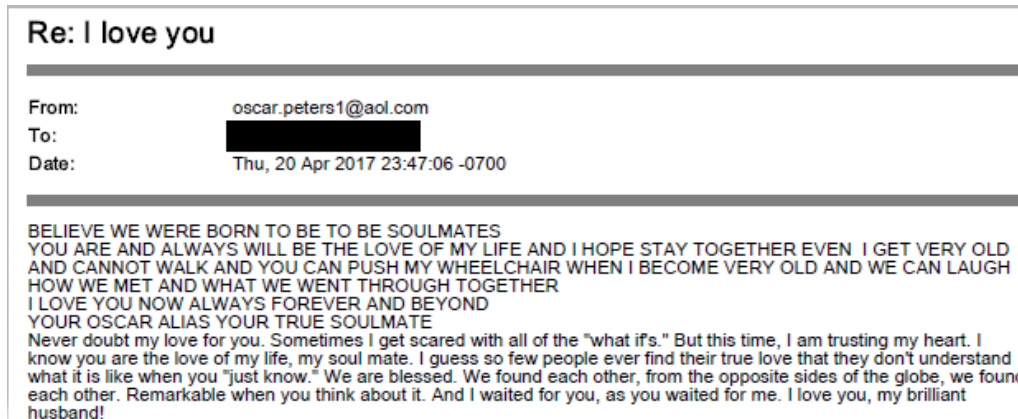 Re: I love you
From: oscar.peters1@aol.com
To:
Date: Thu, 20 Apr 2017 23:47:06 -0700
BELIEVE WE WERE BORN TO BE TO BE SOULMATES
YOU ARE AND ALWAYS WILL BE THE LOVE OF MY LIFE AND I HOPE STAY TOGETHER EVEN  I GET VERY OLD
AND CANNOT WALK AND YOU CAN PUSH MY WHEELCHAIR WHEN I BECOME VERY OLD AND WE CAN LAUGH
HOW WE MET AND WHAT WE WENT THROUGH TOGETHER
I LOVE YOU NOW ALWAYS FOREVER AND BEYOND
YOUR OSCAR ALIAS YOUR TRUE SOULMATE
Never doubt my love for you. Sometimes I get scared with all of the "what if's." But this time, I am trusting my heart. I
know you are the love of my life, my soul mate. I guess so few people ever find their true love that they don't understand
what it is like when you "just know." We are blessed. We found each other, from the opposite sides of the globe, we found
each other. Remarkable when you think about it. And I waited for you, as you waited for me. I love you, my brilliant
husband!